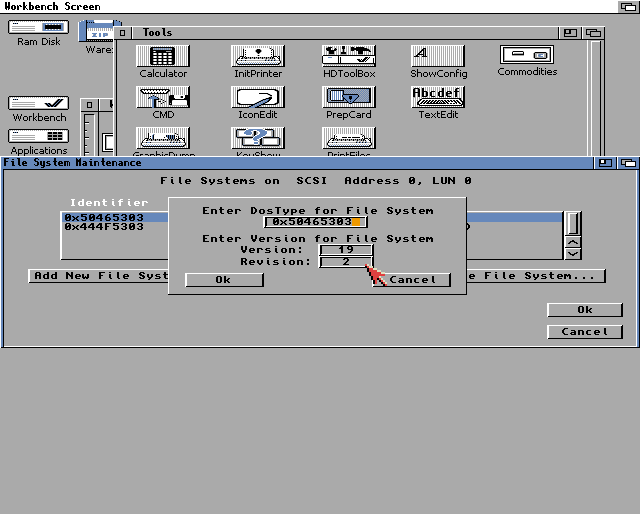 Workbench Screen
Ram Disk
Ware
ZIP
Tools
Calculator
InitPrinter
HDToolBox
ShowConfig
Commodities
Workbench
CMD
IconEdit
PrepCard
Abcdef
TextEdit
Applications
GraphicDump
KeyShow
PrintFiles
File System Maintenance
File Systems on SCSI Address 0, LUN 0
Identifier
0x50465303
0x444F5303
Enter DosType for File System
0x50465303
Enter Version for File System
Version: 19
Revision: 2
Ok
Cancel
Add New File Syst
e File System...
Ok
Cancel